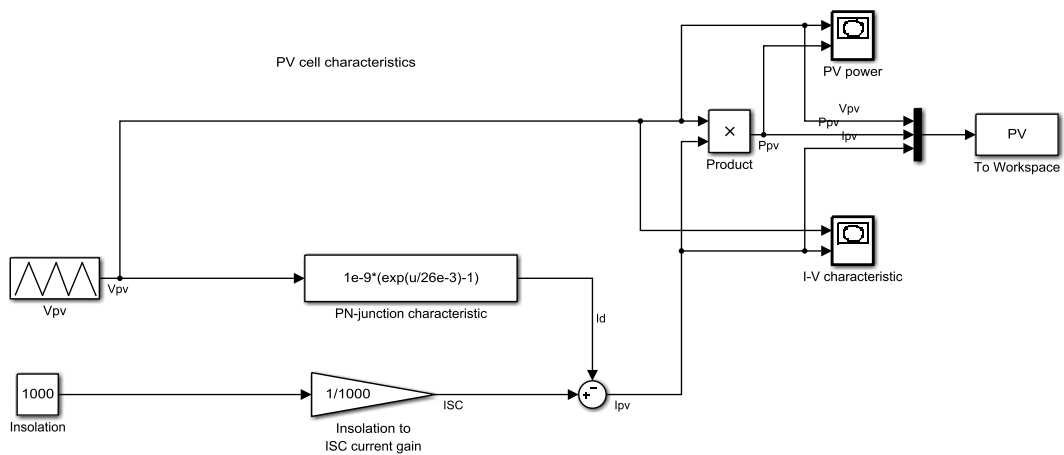 PV cell characteristics
PV power
Vpv
Ppv
Ipv
×
Ppv
Product
PV
To Workspace
I-V characteristic
Vpv
Vpv
1e-9*(exp(u/26e-3)-1)
PN-junction characteristic
Id
1000
Insolation
1/1000
Insolation to
ISC current gain
ISC
+
−
Ipv